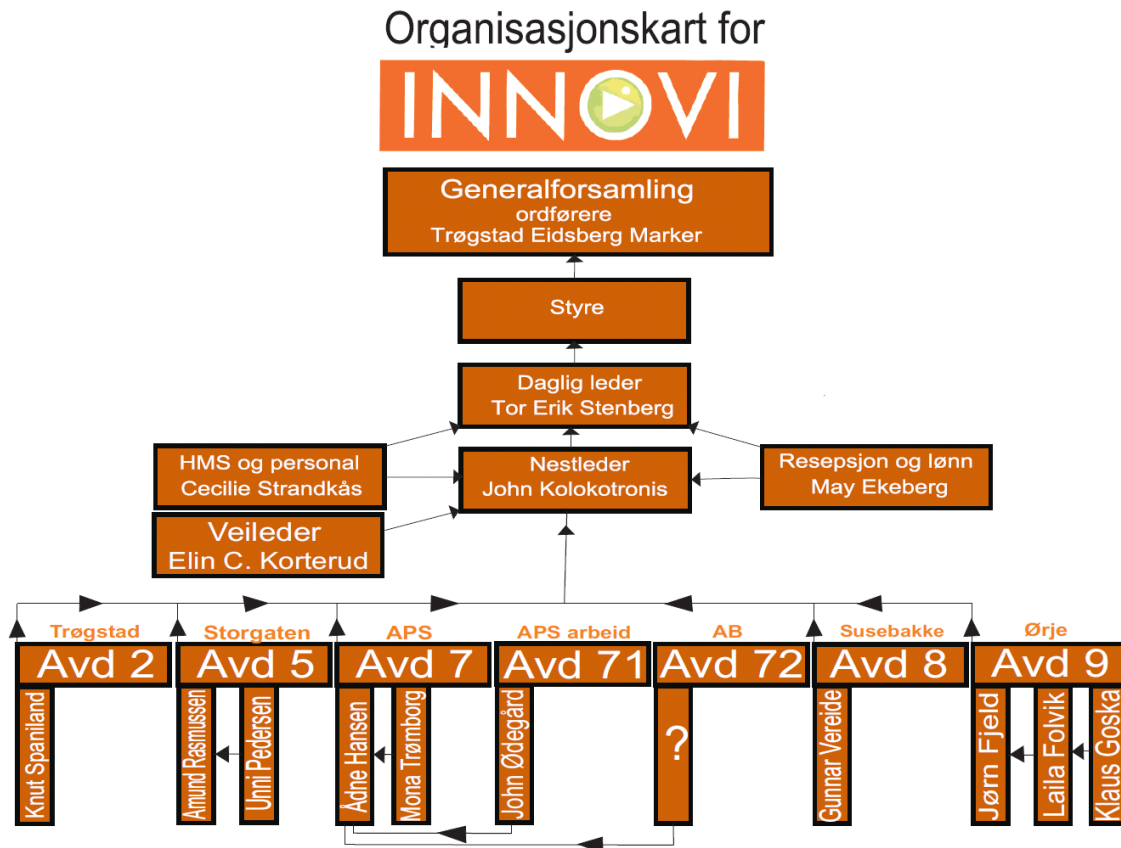 Organisasjonskart for
INNOVI
Generalforsamling
ordførere
Trøgstad Eidsberg Marker
Styre
Daglig leder
Tor Erik Stenberg
HMS og personal
Cecilie Strandkås
Nestleder
John Kolokotronis
Resepsjon og lønn
May Ekeberg
Veileder
Elin C. Korterud
Trøgstad
Storgaten
APS
APS arbeid
AB
Susebakke
Ørje
Avd 2
Avd 5
Avd 7
Avd 71
Avd 72
Avd 8
Avd 9
Knut Spaniland
Amund Rasmussen
Unni Pedersen
Ådne Hansen
Mona Trømborg
John Ødegård
?
Gunnar Vereide
Jørn Fjeld
Laila Folvik
Klaus Goska